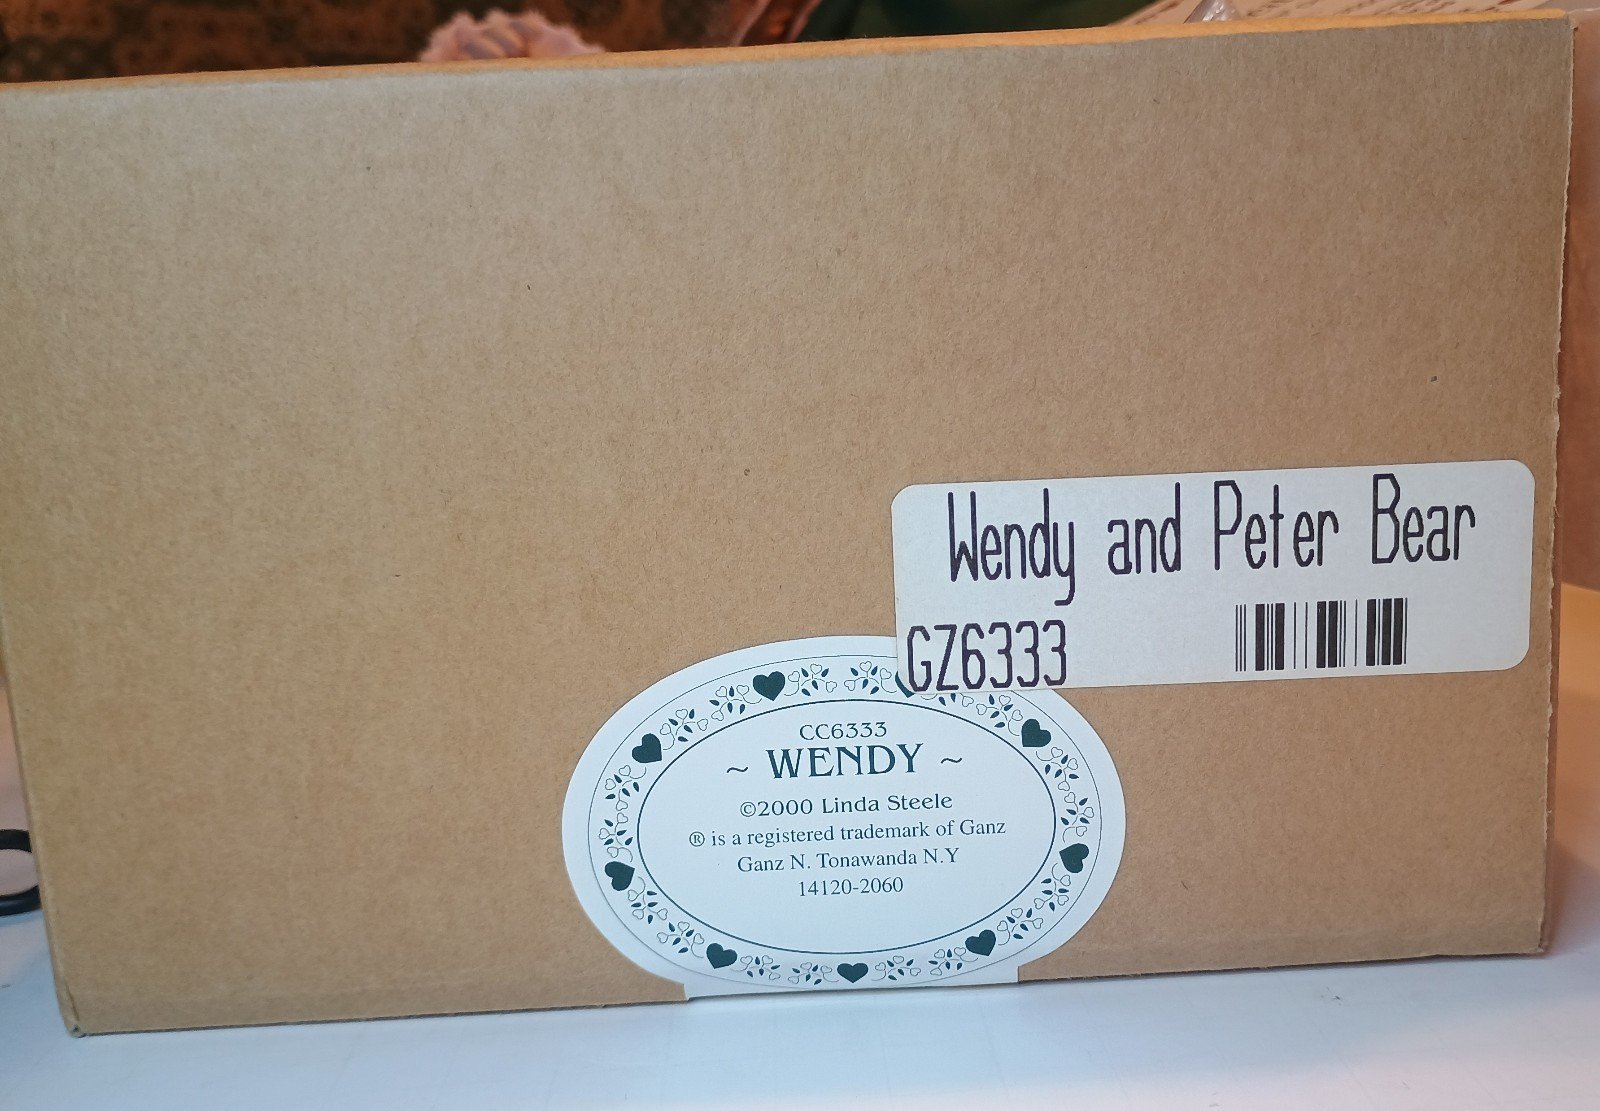 Wendy and Peter Bear
GZ6333
CC6333
~ WENDY ~
©2000 Linda Steele
® is a registered trademark of Ganz
Ganz N. Tonawanda N.Y
14120-2060